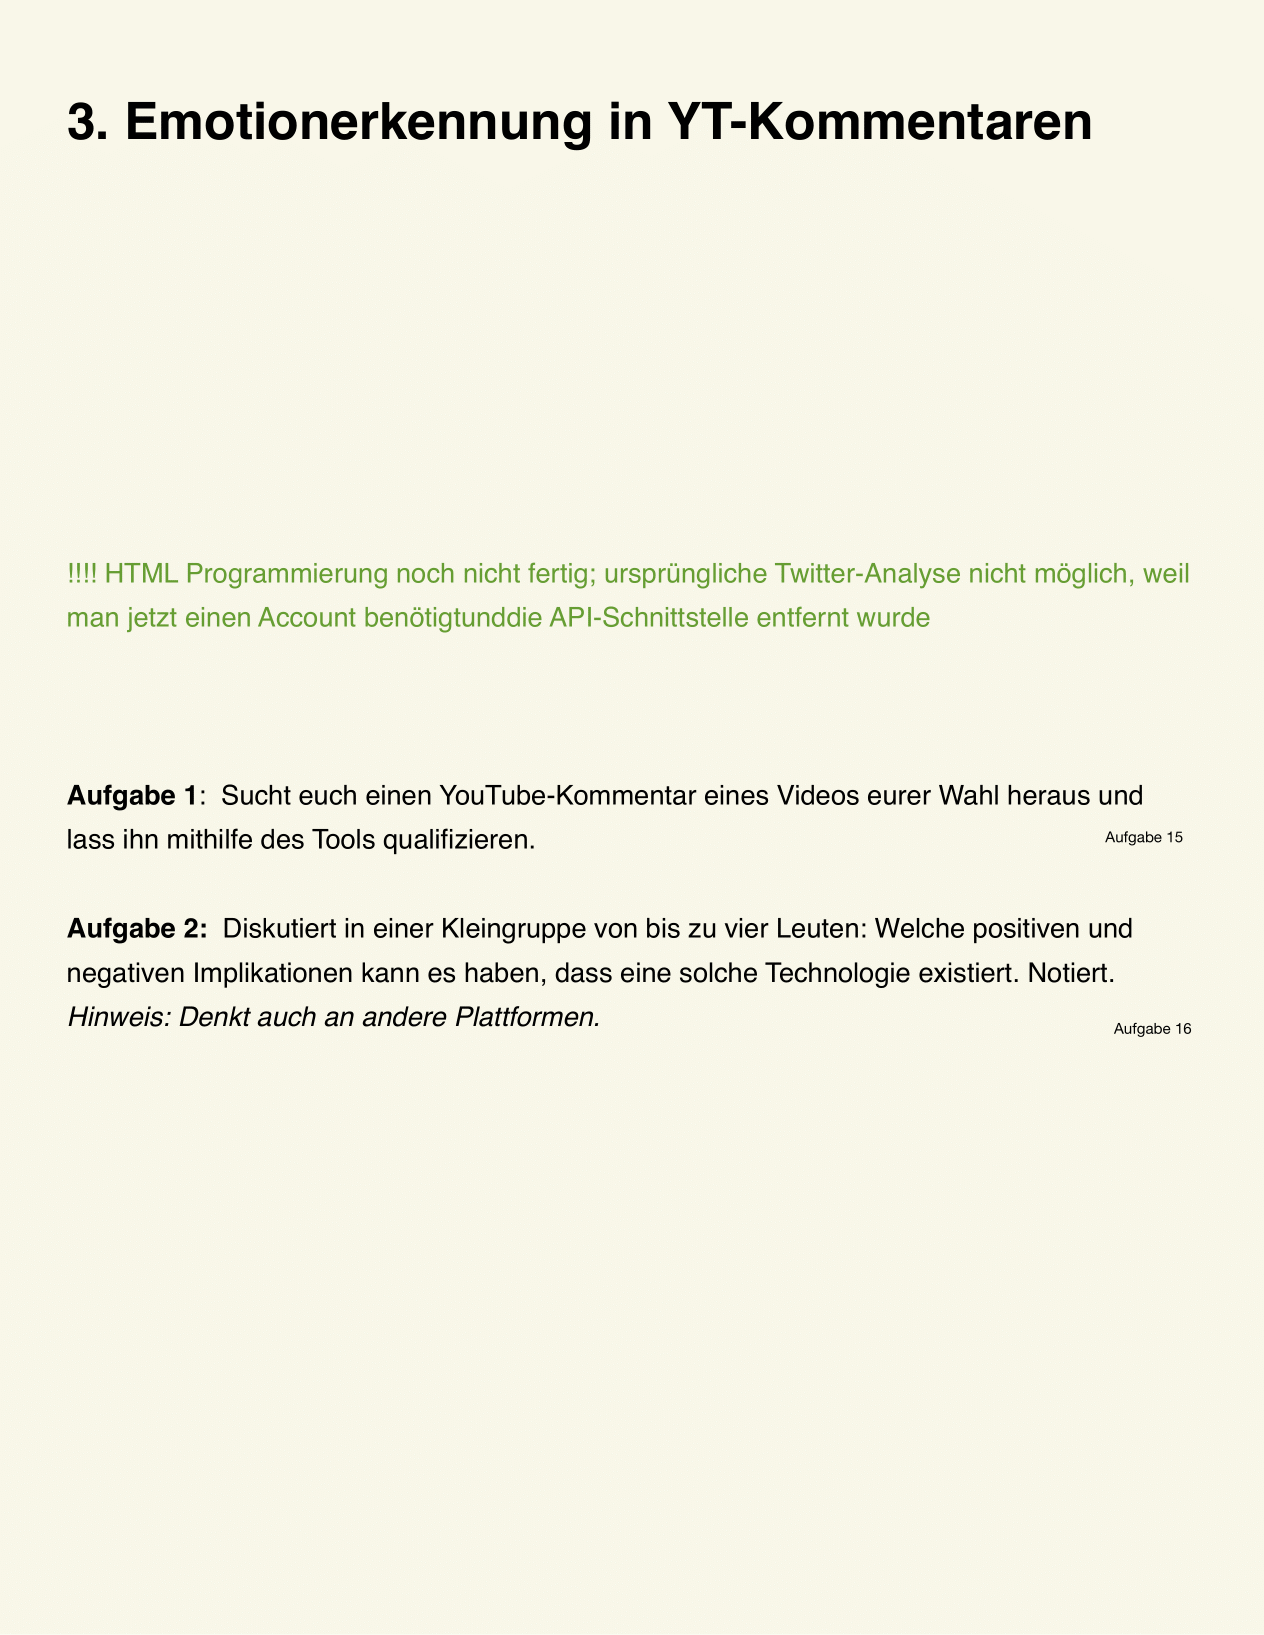 3. Emotionerkennung in YT-Kommentaren
!!!! HTML Programmierung noch nicht fertig; ursprüngliche Twitter-Analyse nicht möglich, weil
man jetzt einen Account benötigtunddie API-Schnittstelle entfernt wurde
Aufgabe 1:  Sucht euch einen YouTube-Kommentar eines Videos eurer Wahl heraus und
lass ihn mithilfe des Tools qualifizieren.
Aufgabe 15
Aufgabe 2:  Diskutiert in einer Kleingruppe von bis zu vier Leuten: Welche positiven und
negativen Implikationen kann es haben, dass eine solche Technologie existiert. Notiert.
Hinweis: Denkt auch an andere Plattformen.
Aufgabe 16